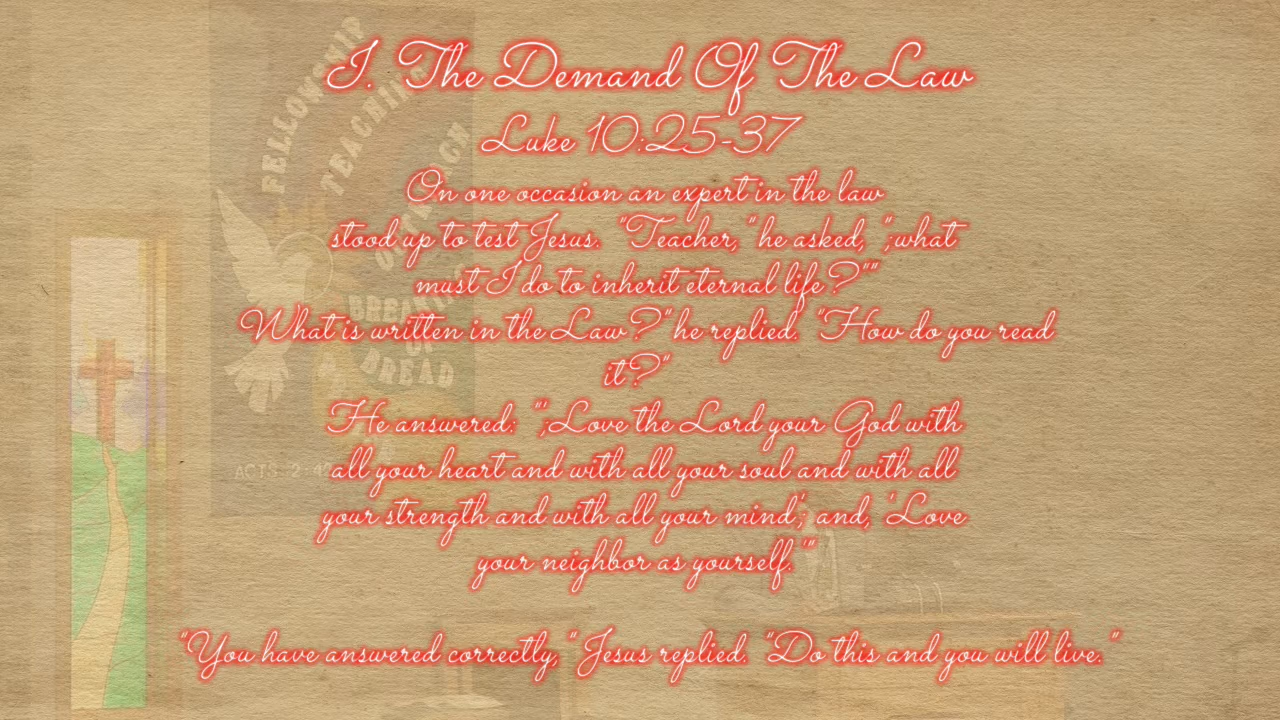 I. The Demand Of The Law
Luke 10:25-37
On one occasion an expert in the law
stood up to test Jesus. "Teacher," he asked, ";what
must I do to inherit eternal life?""
What is written in the Law?" he replied. "How do you read
it?"
He answered: "';Love the Lord your God with
all your heart and with all your soul and with all
your strength and with all your mind'; and, 'Love
your neighbor as yourself.'"
"You have answered correctly," Jesus replied. "Do this and you will live."
FELLOWSHIP
TEACHING
BREAKING
OF
BREAD
ACTS 2:4